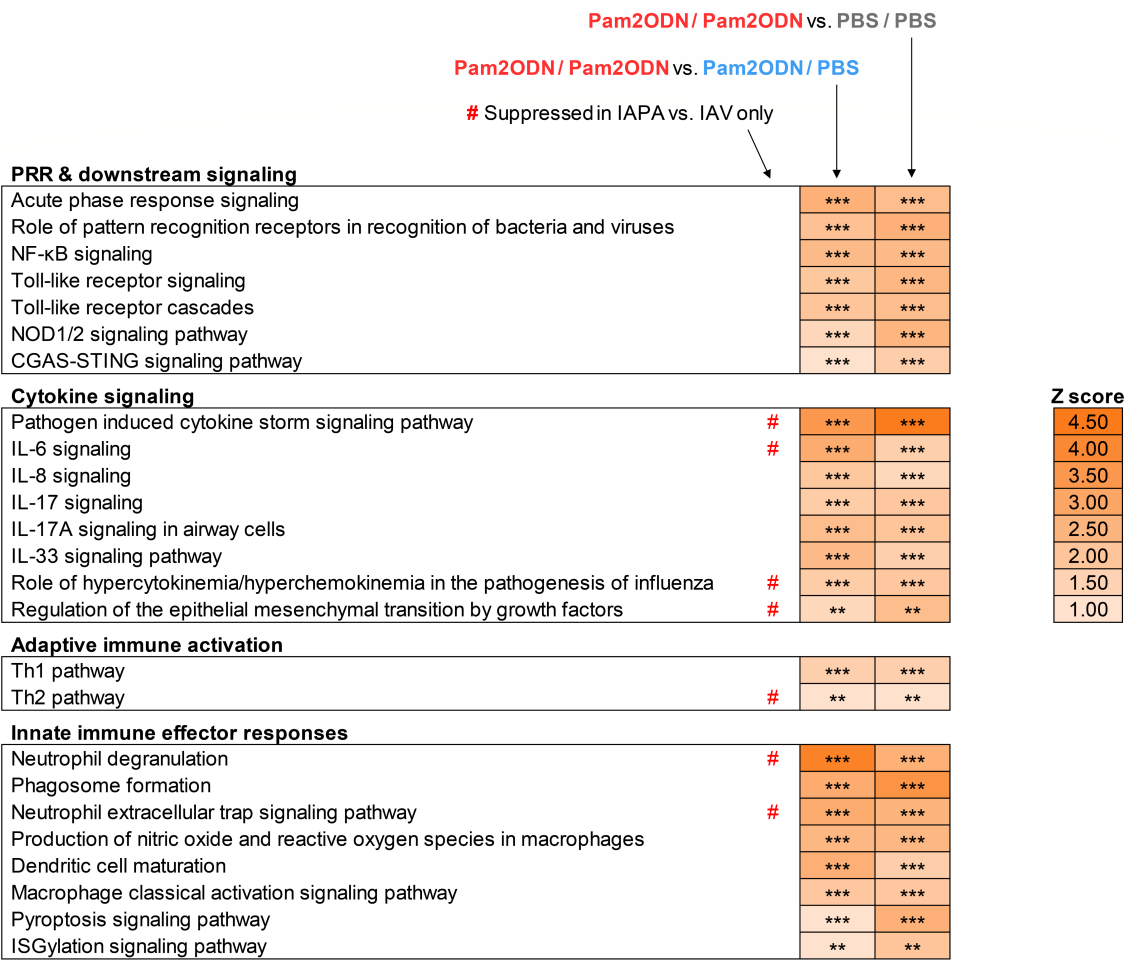 Pam2ODN / Pam2ODN vs. PBS / PBS
Pam2ODN / Pam2ODN vs. Pam2ODN / PBS
# Suppressed in IAPA vs. IAV only
PRR & downstream signaling
Acute phase response signaling *** ***
Role of pattern recognition receptors in recognition of bacteria and viruses *** ***
NF-κB signaling *** ***
Toll-like receptor signaling *** ***
Toll-like receptor cascades *** ***
NOD1/2 signaling pathway *** ***
CGAS-STING signaling pathway *** ***
Cytokine signaling
Pathogen induced cytokine storm signaling pathway # *** ***
IL-6 signaling # *** ***
IL-8 signaling *** ***
IL-17 signaling *** ***
IL-17A signaling in airway cells *** ***
IL-33 signaling pathway *** ***
Role of hypercytokinemia/hyperchemokinemia in the pathogenesis of influenza # *** ***
Regulation of the epithelial mesenchymal transition by growth factors # ** **
Z score
4.50
4.00
3.50
3.00
2.50
2.00
1.50
1.00
Adaptive immune activation
Th1 pathway *** ***
Th2 pathway # ** **
Innate immune effector responses
Neutrophil degranulation # *** ***
Phagosome formation *** ***
Neutrophil extracellular trap signaling pathway # *** ***
Production of nitric oxide and reactive oxygen species in macrophages *** ***
Dendritic cell maturation *** ***
Macrophage classical activation signaling pathway *** ***
Pyroptosis signaling pathway *** ***
ISGylation signaling pathway ** **